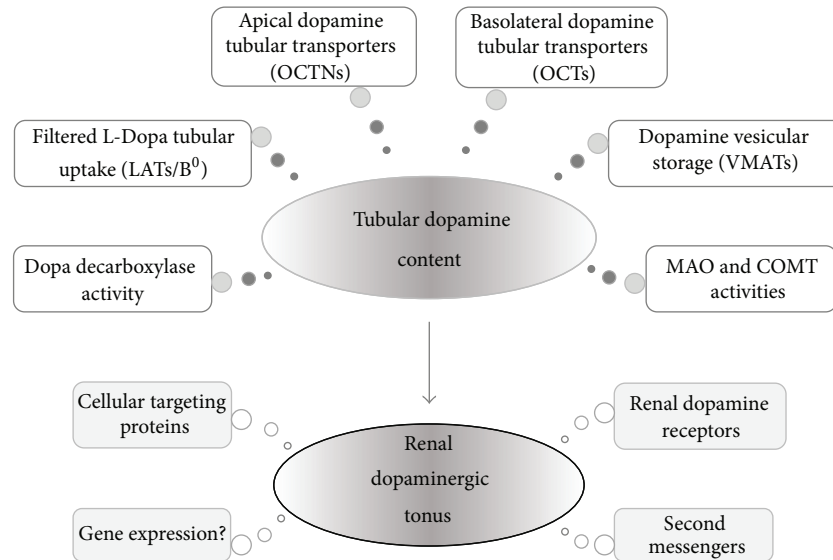 Apical dopamine
tubular transporters
(OCTNs)
Basolateral dopamine
tubular transporters
(OCTs)
Filtered L-Dopa tubular
uptake (LATs/B⁰)
Dopamine vesicular
storage (VMATs)
Tubular dopamine
content
Dopa decarboxylase
activity
MAO and COMT
activities
Cellular targeting
proteins
Renal dopamine
receptors
Renal
dopaminergic
tonus
Gene expression?
Second
messengers